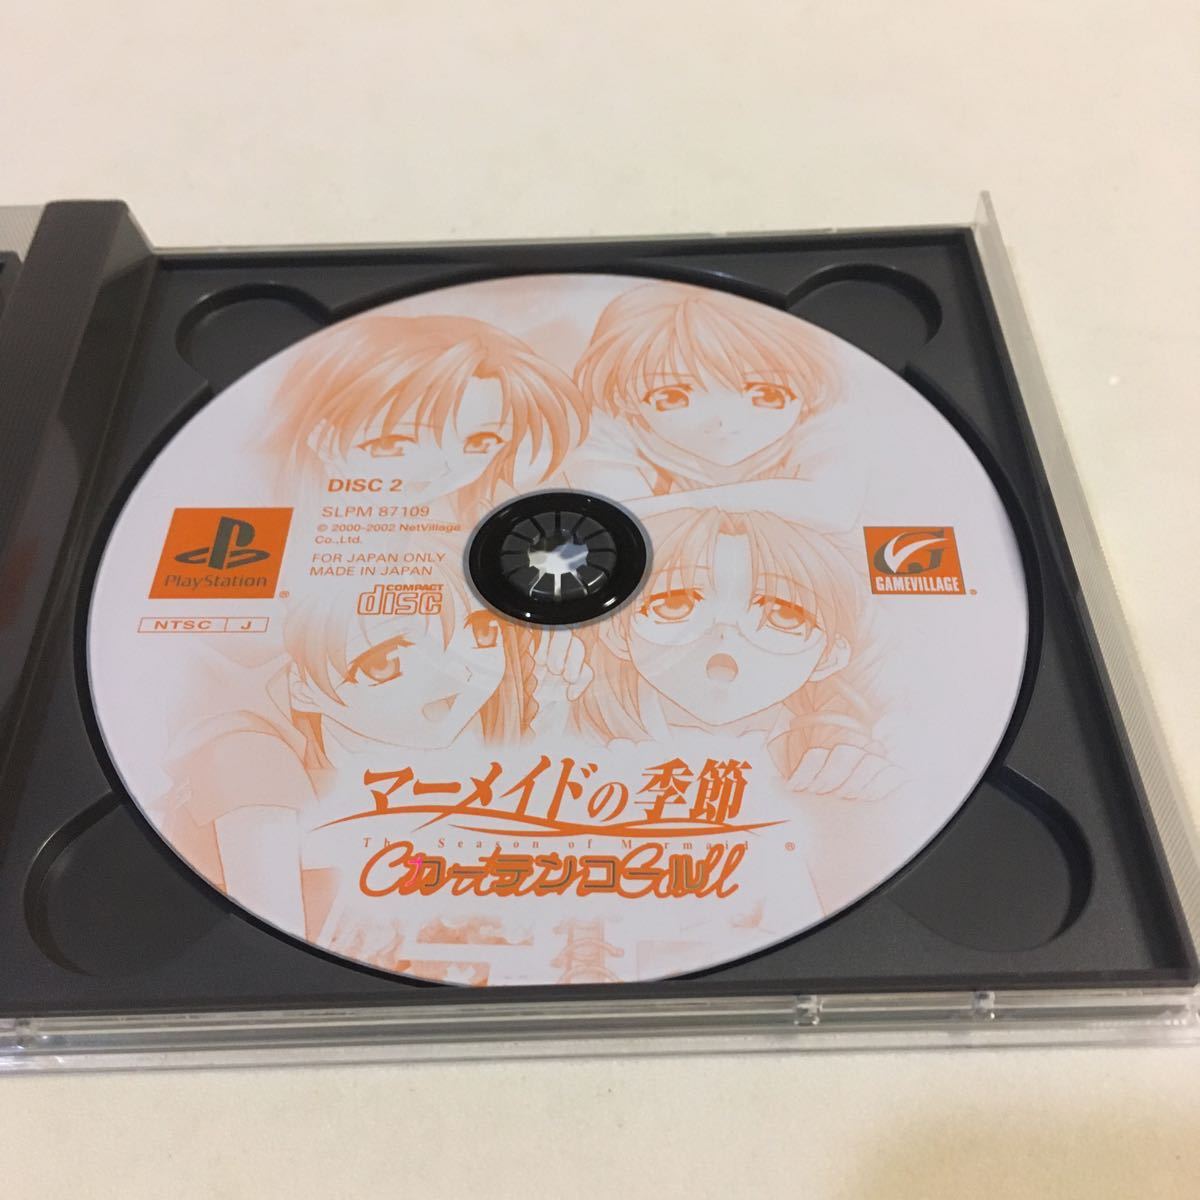 DISC 2
SLPM 87109
© 2000-2002 NetVillage
Co.,Ltd.
FOR JAPAN ONLY
MADE IN JAPAN
COMPACT
disc
PlayStation
®
NTSC J
GAMEVILLAGE
®
マーメイドの季節
The Season of Mermaid ®
Curtain Call
カーテンコール